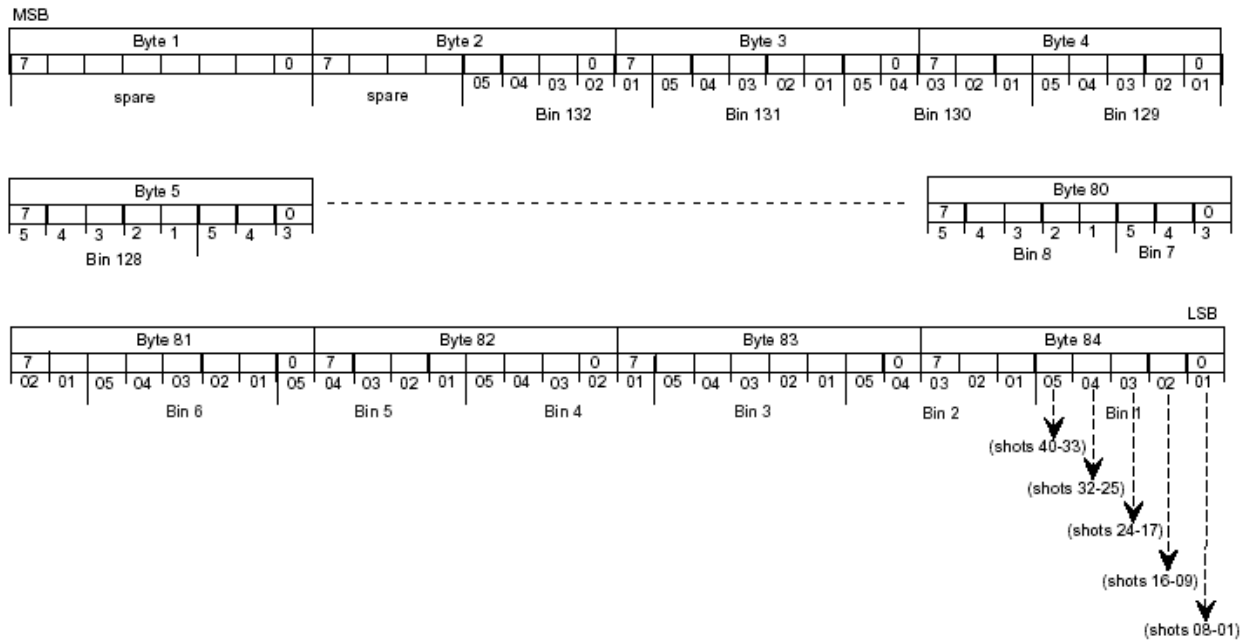 MSB
Byte 1 Byte 2 Byte 3 Byte 4
7 0 7 0 7 0 7 0
05 04 03 02 01 05 04 03 02 01 05 04 03 02 01 05 04 03 02 01
spare spare Bin 132 Bin 131 Bin 130 Bin 129
Byte 5 Byte 80
7 0 7 0
5 4 3 2 1 5 4 3 5 4 3 2 1 5 4 3
Bin 128 Bin 8 Bin 7
LSB
Byte 81 Byte 82 Byte 83 Byte 84
7 0 7 0 7 0 7 0
02 01 05 04 03 02 01 05 04 03 02 01 05 04 03 02 01 05 04 03 02 01 05 04 03 02 01 05 04 03 02 01
Bin 6 Bin 5 Bin 4 Bin 3 Bin 2 Bin 1
(shots 40-33)
(shots 32-25)
(shots 24-17)
(shots 16-09)
(shots 08-01)